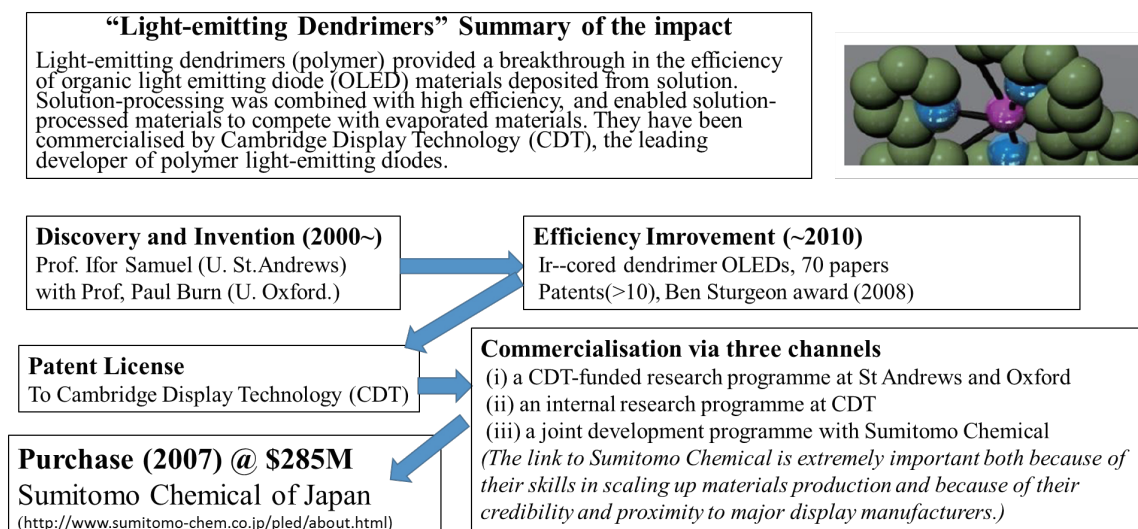 “Light-emitting Dendrimers” Summary of the impact
Light-emitting dendrimers (polymer) provided a breakthrough in the efficiency
of organic light emitting diode (OLED) materials deposited from solution.
Solution-processing was combined with high efficiency, and enabled solution-
processed materials to compete with evaporated materials. They have been
commercialised by Cambridge Display Technology (CDT), the leading
developer of polymer light-emitting diodes.
Discovery and Invention (2000~)
Prof. Ifor Samuel (U. St.Andrews)
with Prof, Paul Burn (U. Oxford.)
Efficiency Imrovement (~2010)
Ir--cored dendrimer OLEDs, 70 papers
Patents(>10), Ben Sturgeon award (2008)
Patent License
To Cambridge Display Technology (CDT)
Commercialisation via three channels
(i) a CDT-funded research programme at St Andrews and Oxford
(ii) an internal research programme at CDT
(iii) a joint development programme with Sumitomo Chemical
(The link to Sumitomo Chemical is extremely important both because of
their skills in scaling up materials production and because of their
credibility and proximity to major display manufacturers.)
Purchase (2007) @ $285M
Sumitomo Chemical of Japan
(http://www.sumitomo-chem.co.jp/pled/about.html)